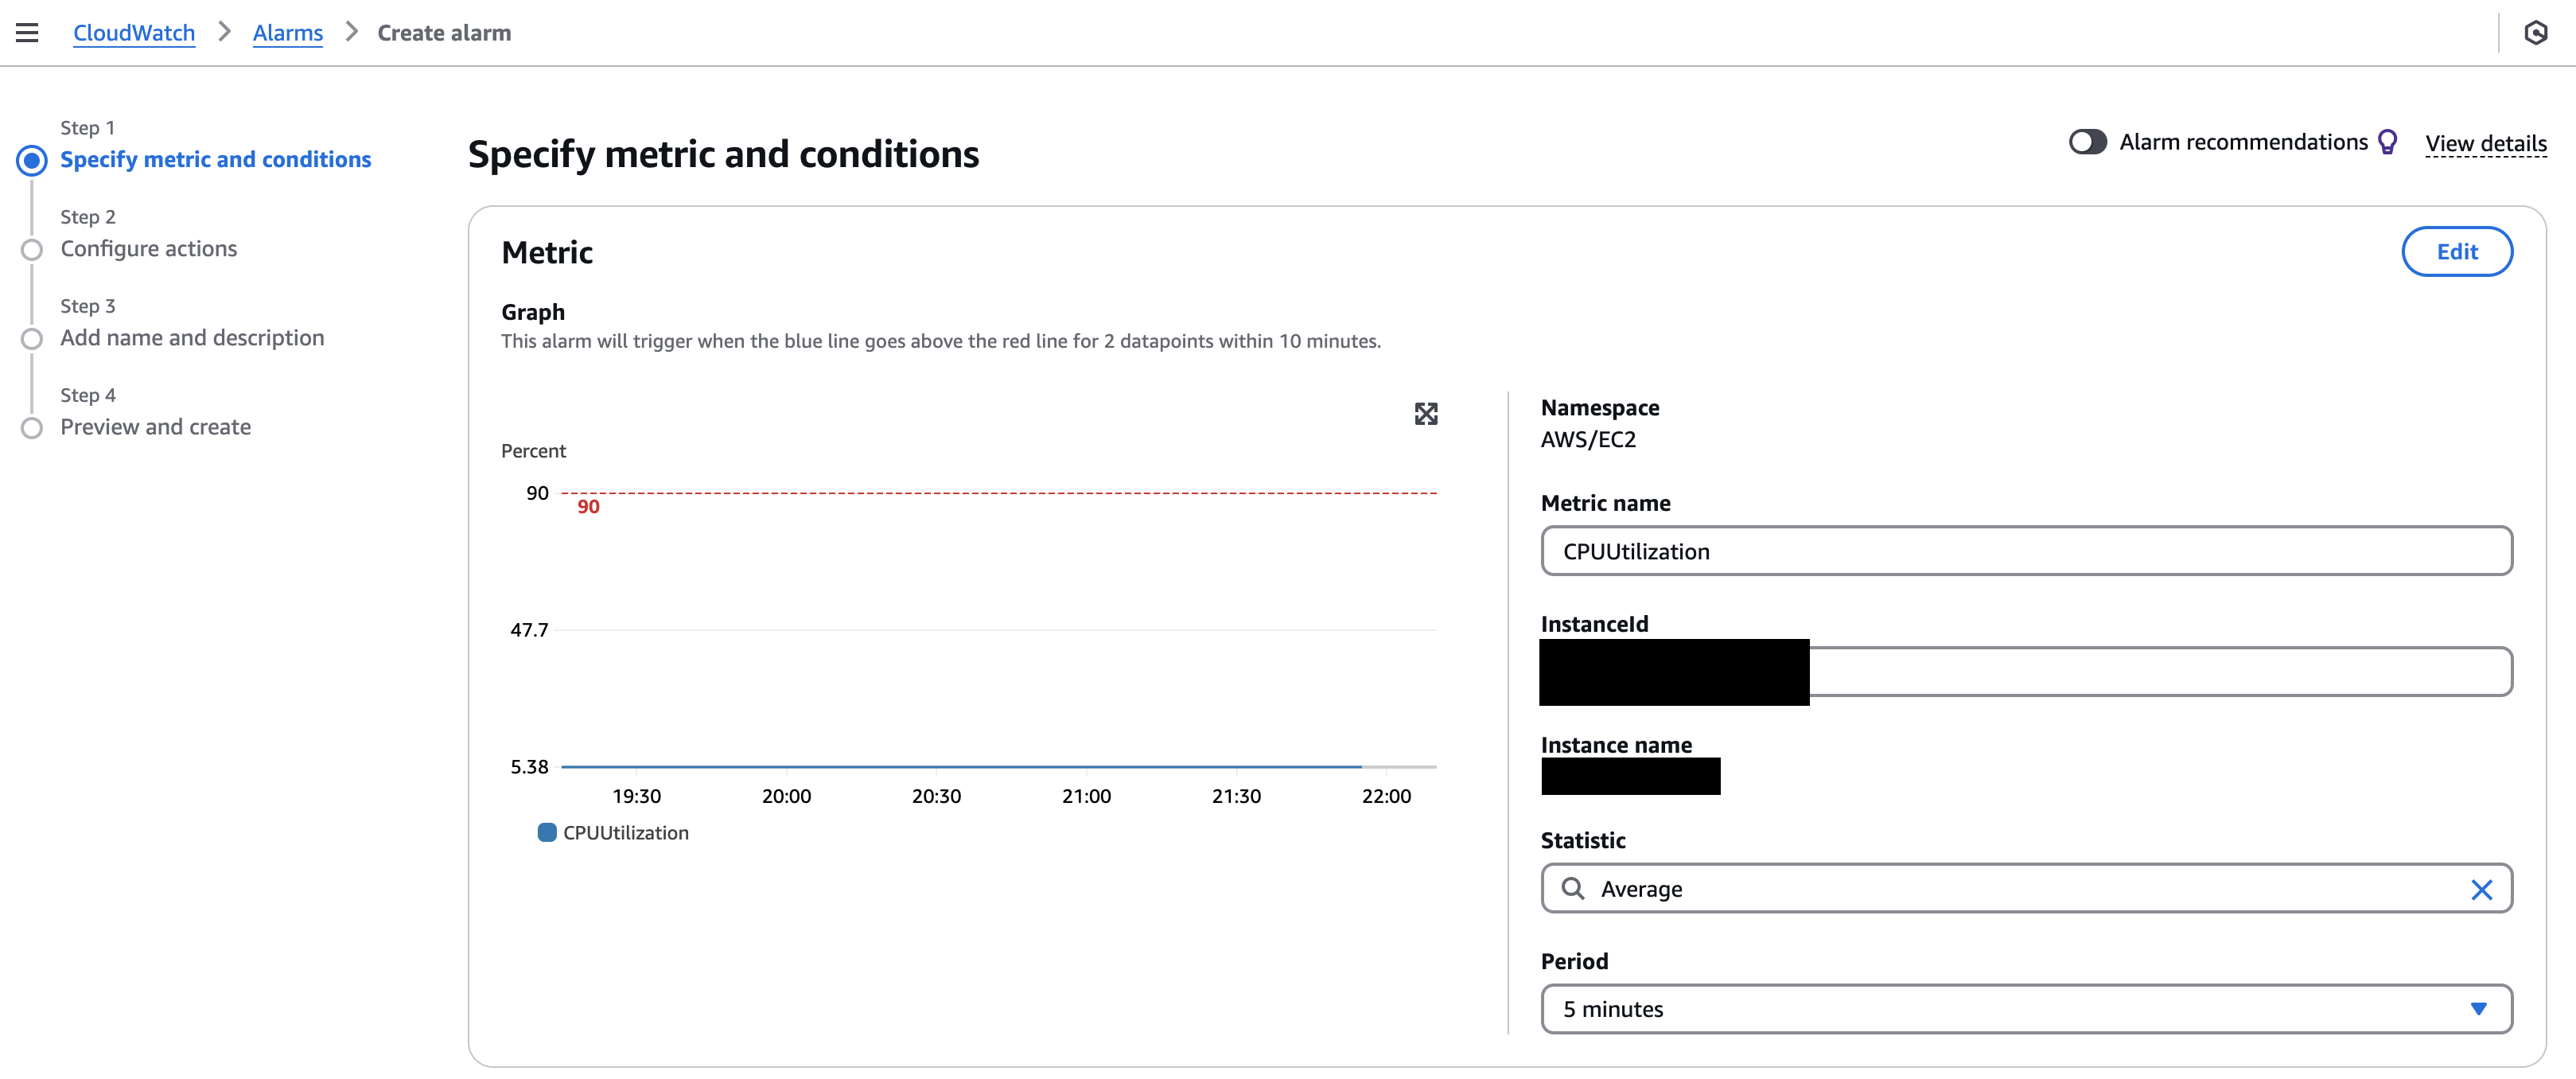 CloudWatch > Alarms > Create alarm
Step 1
Specify metric and conditions
Step 2
Configure actions
Step 3
Add name and description
Step 4
Preview and create
Specify metric and conditions
Alarm recommendations View details
Metric
Edit
Graph
This alarm will trigger when the blue line goes above the red line for 2 datapoints within 10 minutes.
Percent
90
90
47.7
5.38
19:30 20:00 20:30 21:00 21:30 22:00
CPUUtilization
Namespace
AWS/EC2
Metric name
CPUUtilization
InstanceId
Instance name
Statistic
Average
Period
5 minutes